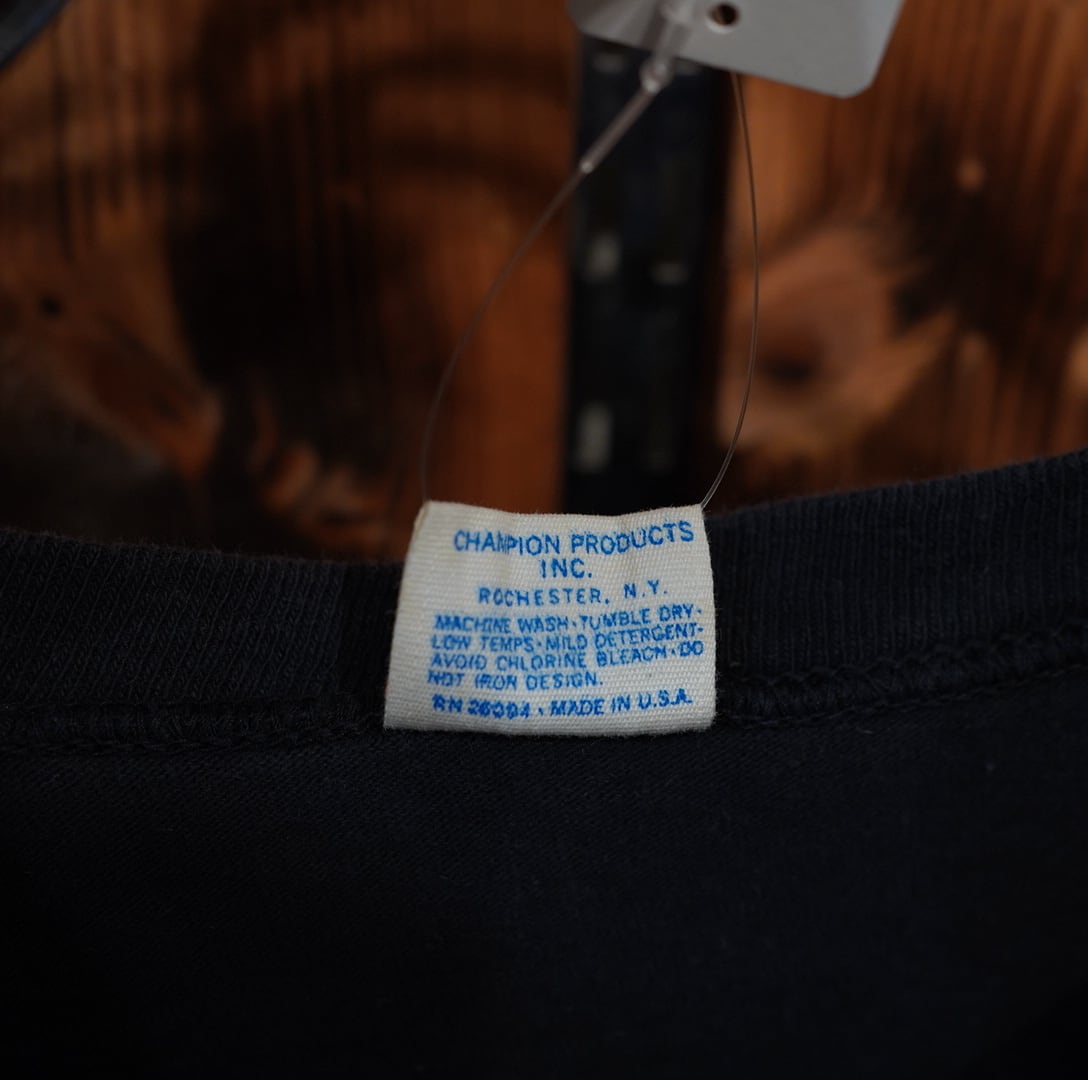 CHAMPION PRODUCTS
INC.
ROCHESTER, N.Y.
MACHINE WASH·TUMBLE DRY·
LOW TEMPS·MILD DETERGENT·
AVOID CHLORINE BLEACH·DO
NOT IRON DESIGN.
RN 26094 · MADE IN U.S.A.